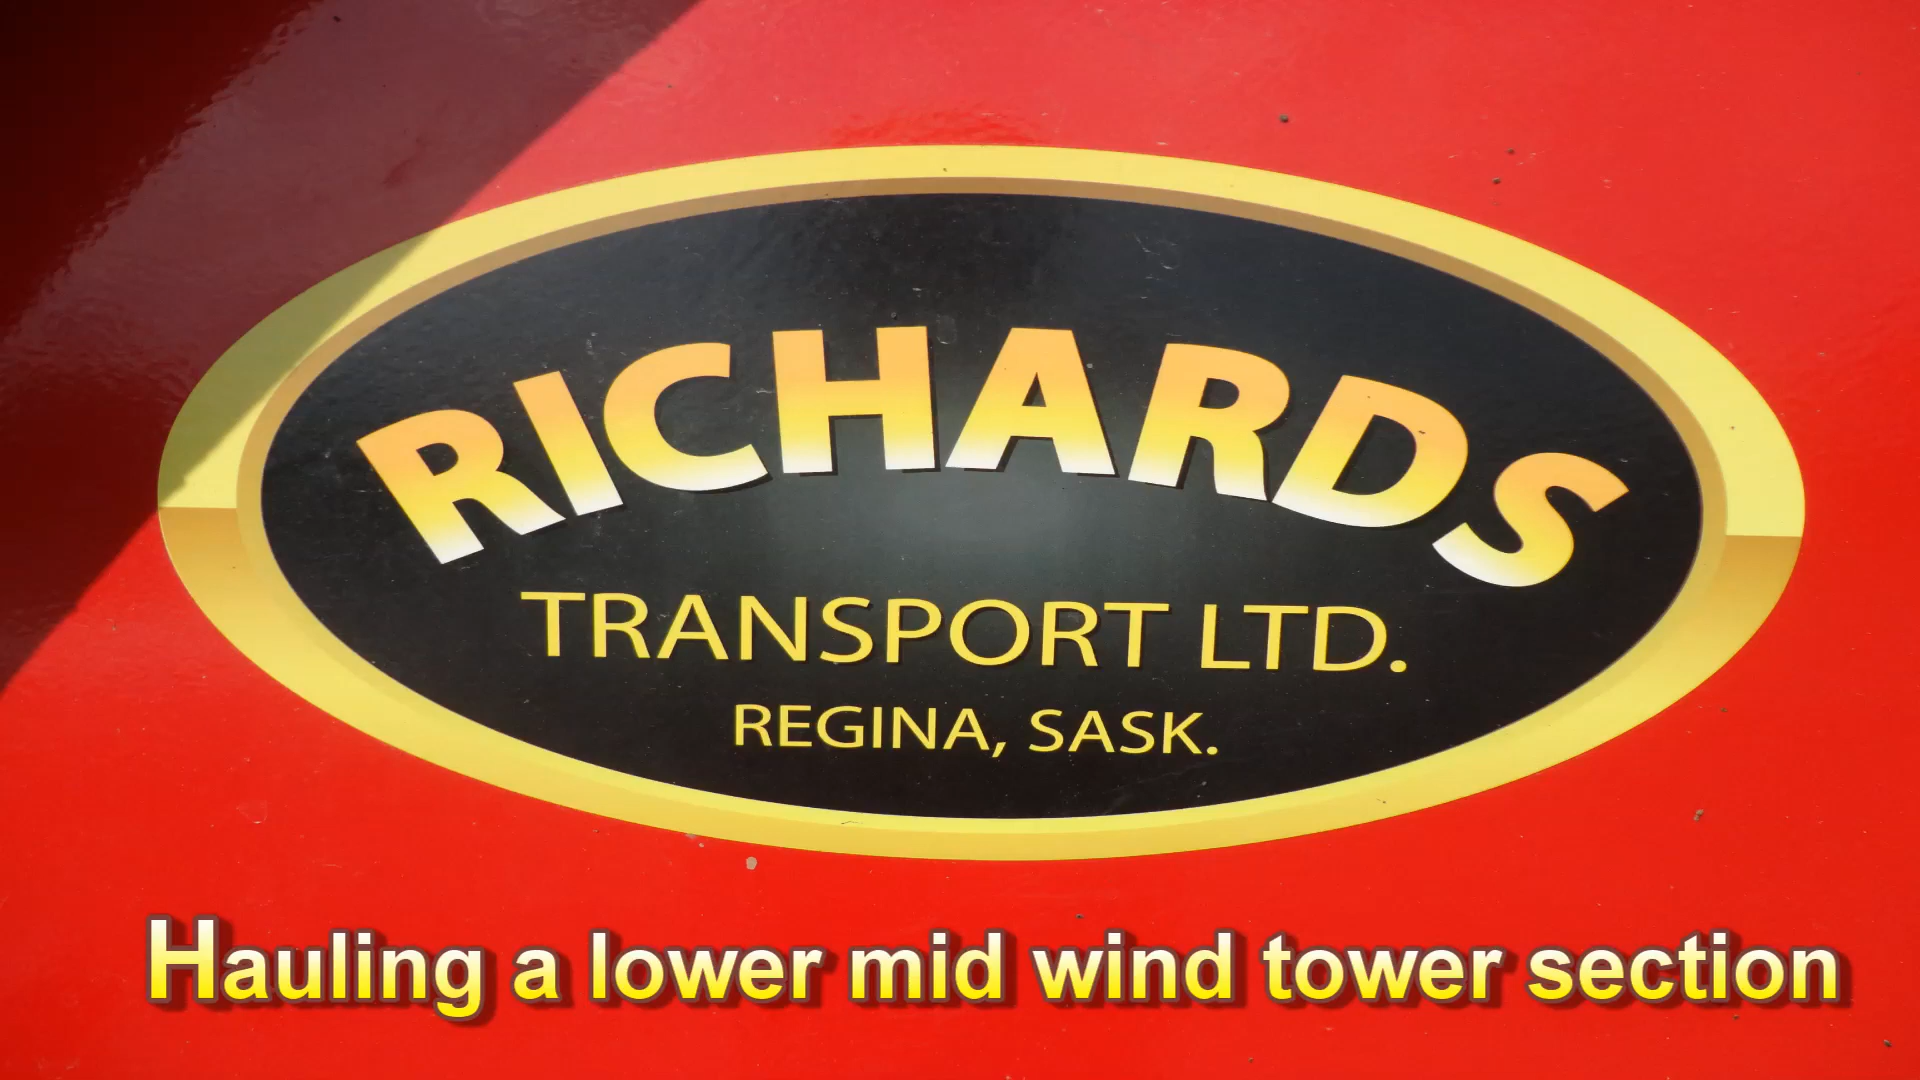 RICHARDS
TRANSPORT LTD.
REGINA, SASK.
Hauling a lower mid wind tower section